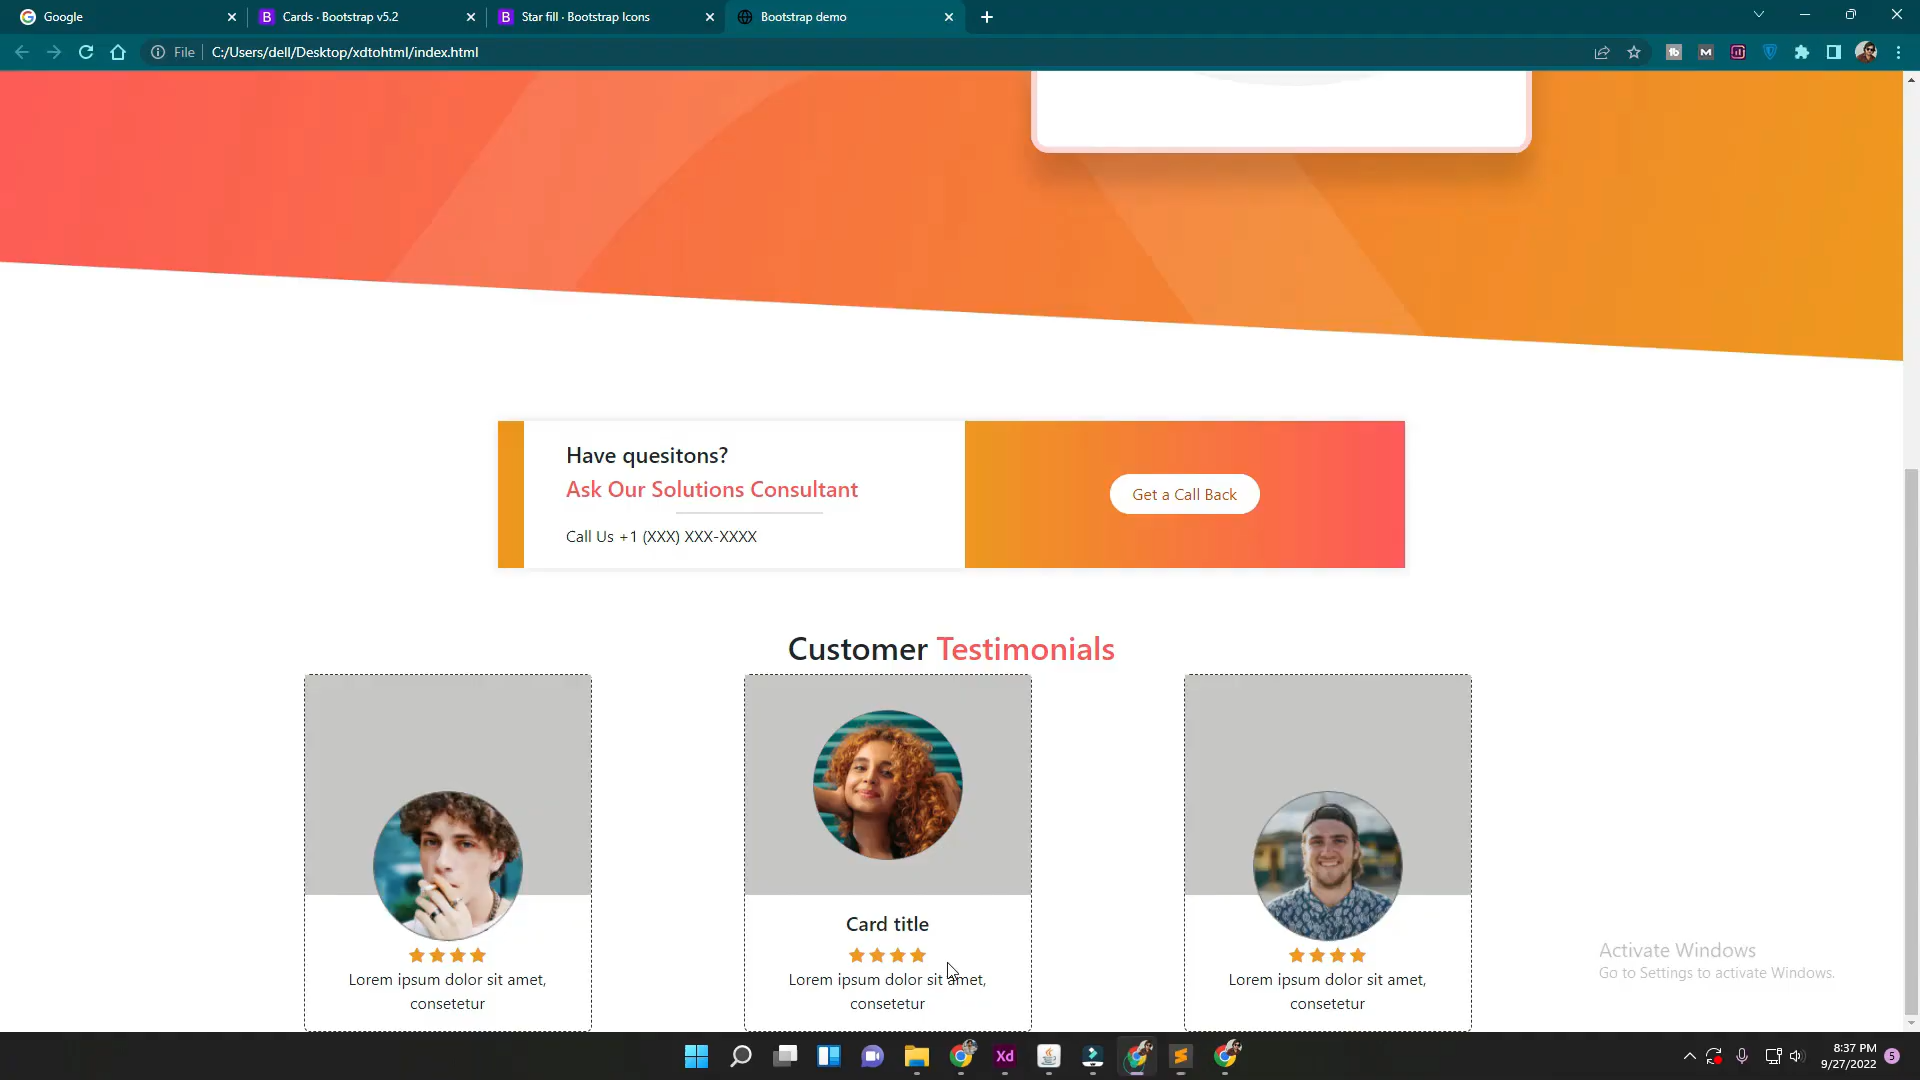 Google
Cards · Bootstrap v5.2
Star fill · Bootstrap Icons
Bootstrap demo
File
C:/Users/dell/Desktop/xdtohtml/index.html
Have quesitons?
Ask Our Solutions Consultant
Call Us +1 (XXX) XXX-XXXX
Get a Call Back
Customer Testimonials
Lorem ipsum dolor sit amet,
consetetur
Card title
Lorem ipsum dolor sit amet,
consetetur
Lorem ipsum dolor sit amet,
consetetur
Activate Windows
Go to Settings to activate Windows.
Xd
8:37 PM
9/27/2022
5